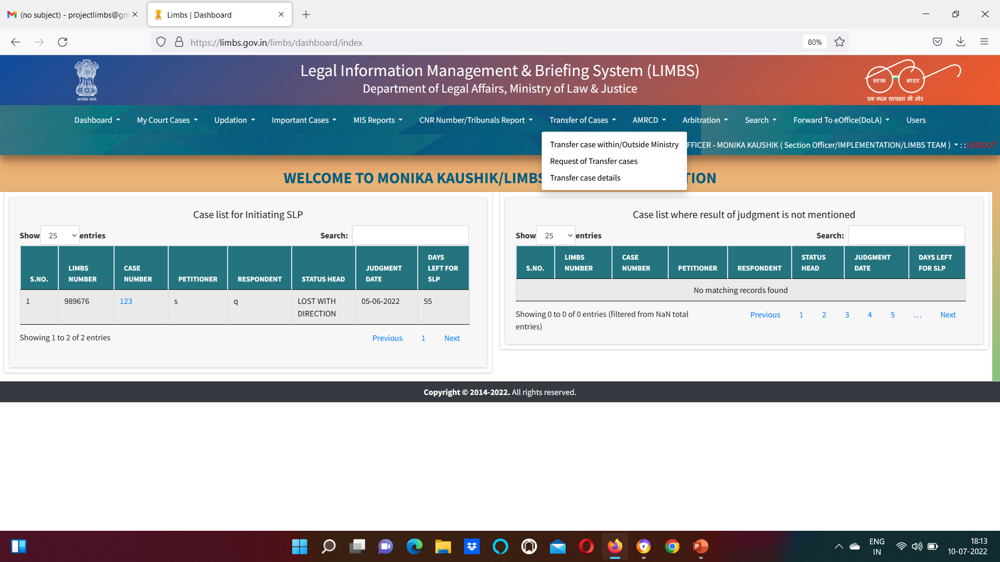 (no subject) - projectlimbs@gm
Limbs | Dashboard
https://limbs.gov.in/limbs/dashboard/index
80%
सत्यमेव जयते
Legal Information Management & Briefing System (LIMBS)
Department of Legal Affairs, Ministry of Law & Justice
स्वच्छ भारत
एक कदम स्वच्छता की ओर
Dashboard My Court Cases Updation Important Cases MIS Reports CNR Number/Tribunals Report Transfer of Cases AMRCD Arbitration Search Forward To eOffice(DoLA) Users
Transfer case within/Outside Ministry
Request of Transfer cases
Transfer case details
FFICER - MONIKA KAUSHIK ( Section Officer/IMPLEMENTATION/LIMBS TEAM ) : :LOGOUT
WELCOME TO MONIKA KAUSHIK/LIMBS TION
Case list for Initiating SLP
Show 25 entries Search:
S.NO. LIMBS NUMBER CASE NUMBER PETITIONER RESPONDENT STATUS HEAD JUDGMENT DATE DAYS LEFT FOR SLP
1 989676 123 s q LOST WITH DIRECTION 05-06-2022 55
Showing 1 to 2 of 2 entries Previous 1 Next
Case list where result of judgment is not mentioned
Show 25 entries Search:
S.NO. LIMBS NUMBER CASE NUMBER PETITIONER RESPONDENT STATUS HEAD JUDGMENT DATE DAYS LEFT FOR SLP
No matching records found
Showing 0 to 0 of 0 entries (filtered from NaN total
entries)
Previous 1 2 3 4 5 … Next
Copyright © 2014-2022. All rights reserved.
ENG
IN
18:13
10-07-2022